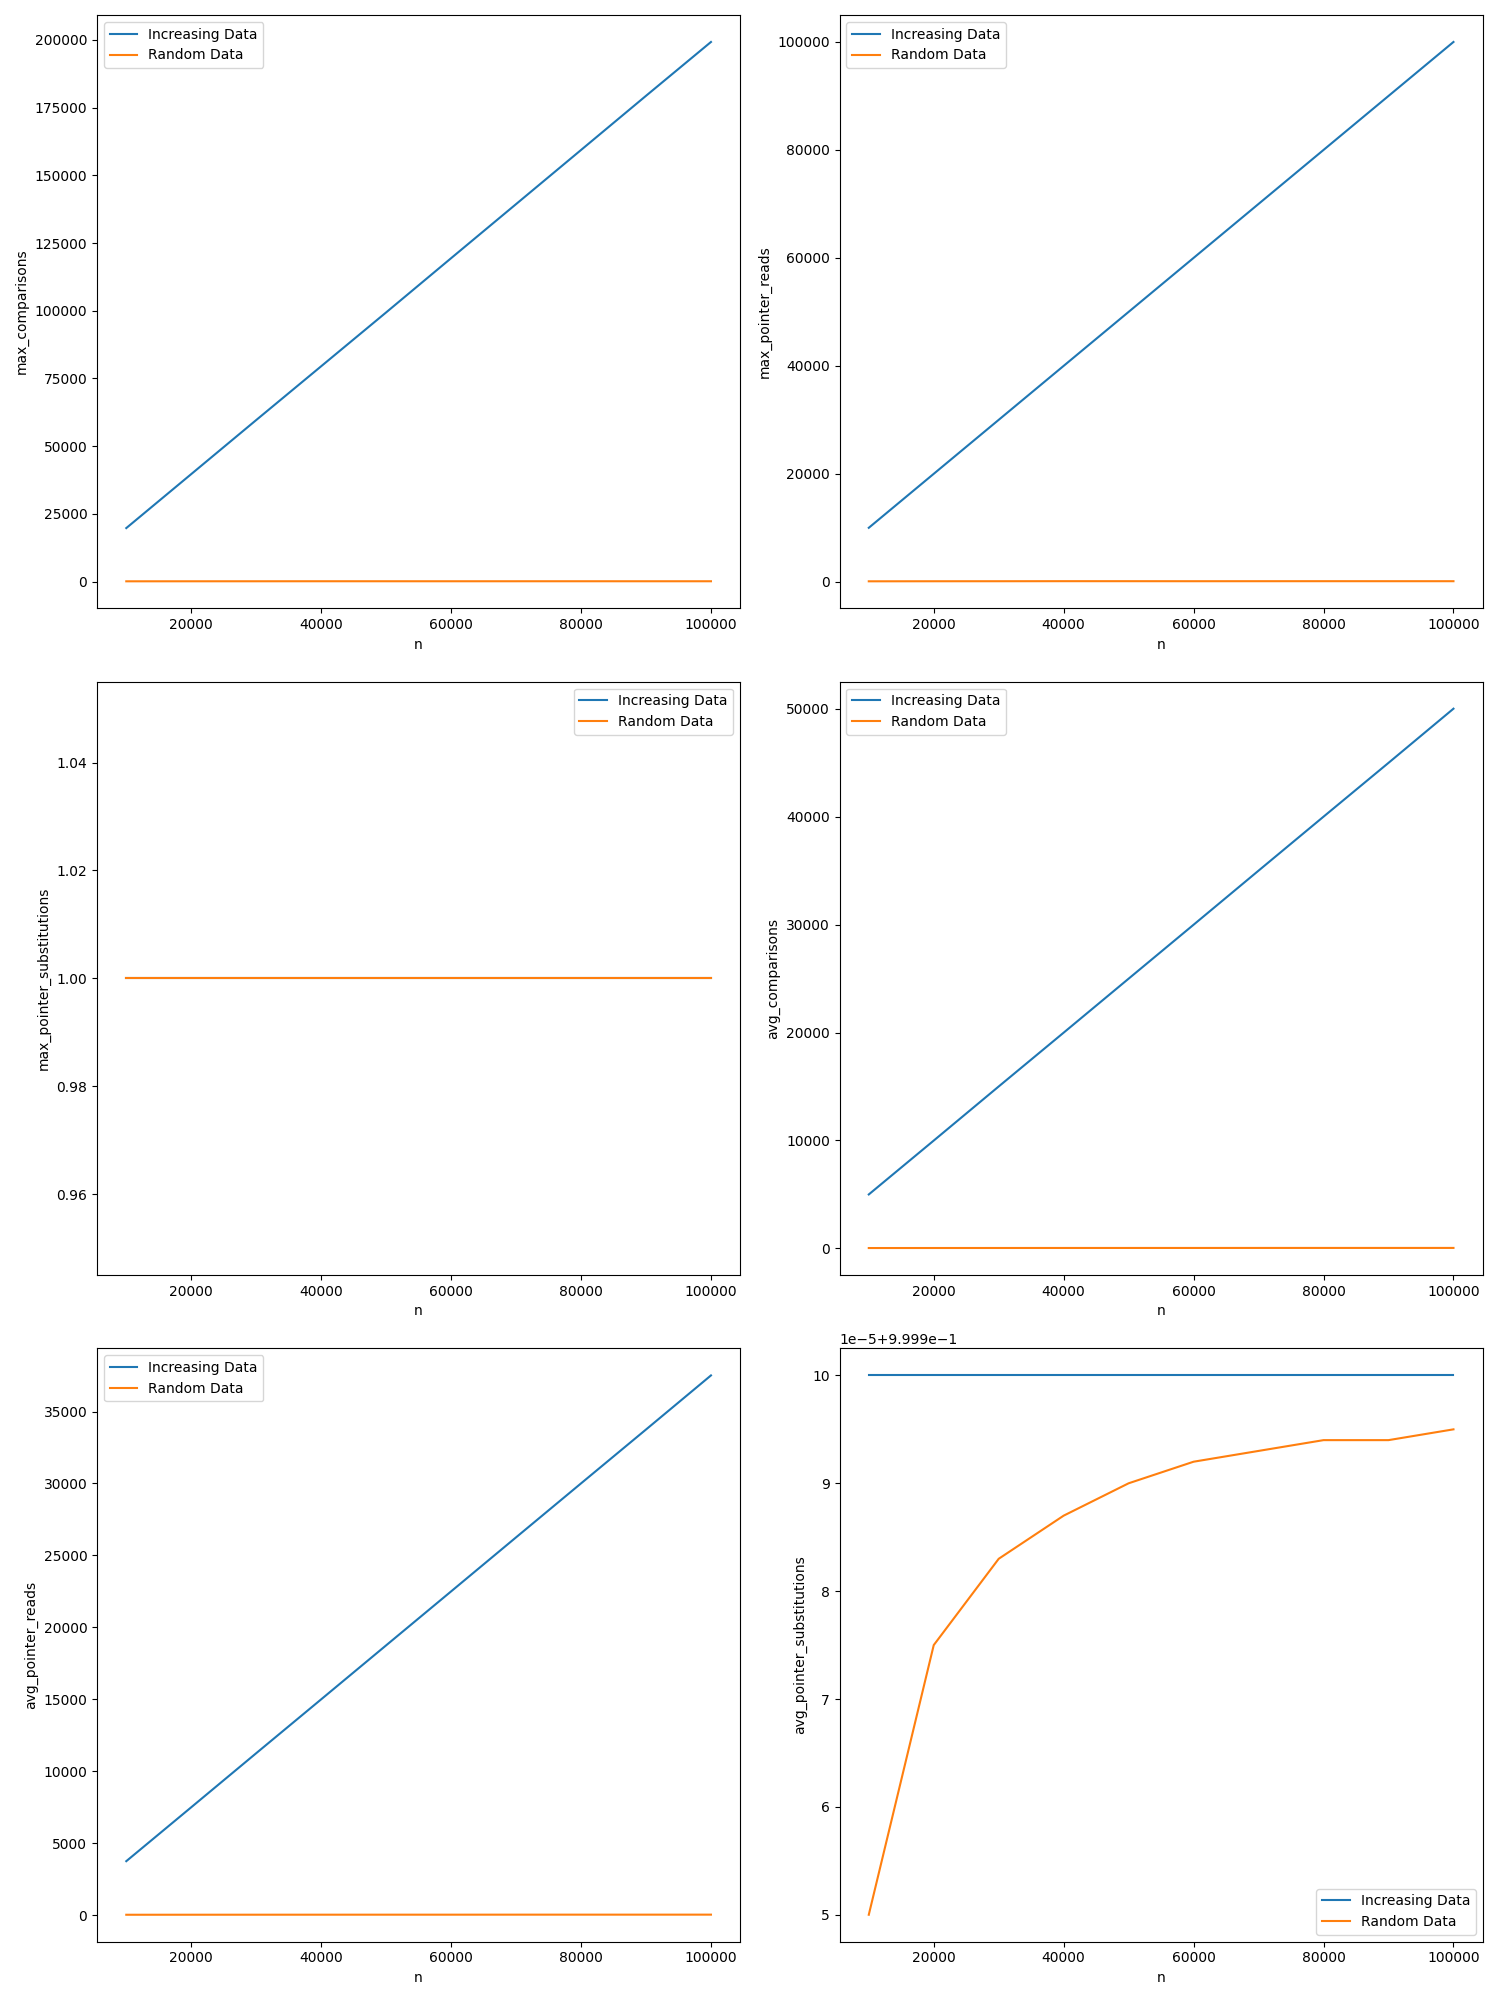 Increasing Data
Random Data
200000
175000
150000
125000
100000
75000
50000
25000
0
max_comparisons
20000 40000 60000 80000 100000
n
Increasing Data
Random Data
100000
80000
60000
40000
20000
0
max_pointer_reads
20000 40000 60000 80000 100000
n
Increasing Data
Random Data
1.04
1.02
1.00
0.98
0.96
max_pointer_substitutions
20000 40000 60000 80000 100000
n
Increasing Data
Random Data
50000
40000
30000
20000
10000
0
avg_comparisons
20000 40000 60000 80000 100000
n
Increasing Data
Random Data
35000
30000
25000
20000
15000
10000
5000
0
avg_pointer_reads
20000 40000 60000 80000 100000
n
1e−5+9.999e−1
10
9
8
7
6
5
avg_pointer_substitutions
Increasing Data
Random Data
20000 40000 60000 80000 100000
n